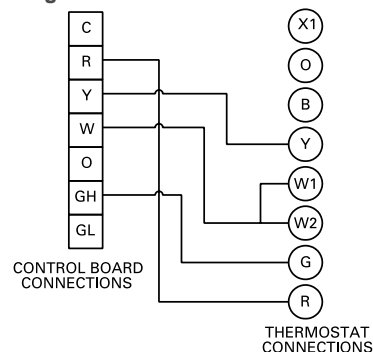 C
R
Y
W
O
GH
GL
CONTROL BOARD
CONNECTIONS
X1
O
B
Y
W1
W2
G
R
THERMOSTAT
CONNECTIONS